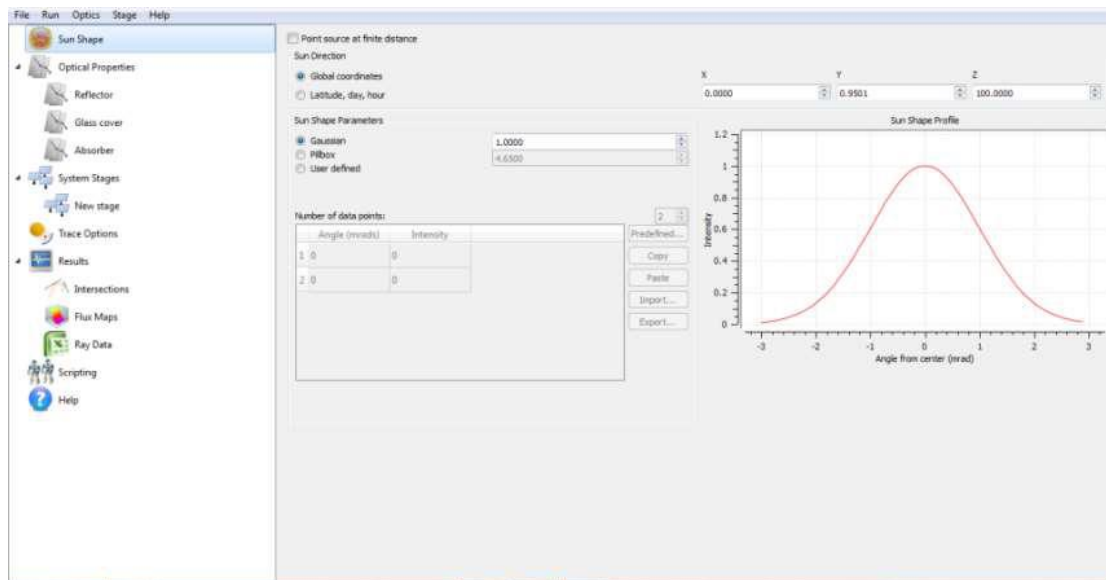 File Run Optics Stage Help
Sun Shape
Optical Properties
Reflector
Glass cover
Absorber
System Stages
New stage
Trace Options
Results
Intersections
Flux Maps
Ray Data
Scripting
Help
Point source at finite distance
Sun Direction
Global coordinates
Latitude, day, hour
X Y Z
0.0000 0.9501 100.0000
Sun Shape Parameters
Gaussian 1.0000
Pillbox 4.6500
User defined
Number of data points: 2
Angle (mrads) Intensity
1 0 0
2 0 0
Predefined...
Copy
Paste
Import...
Export...
Sun Shape Profile
1.2
1
0.8
0.6
0.4
0.2
0
Intensity
-3 -2 -1 0 1 2 3
Angle from center (mrad)